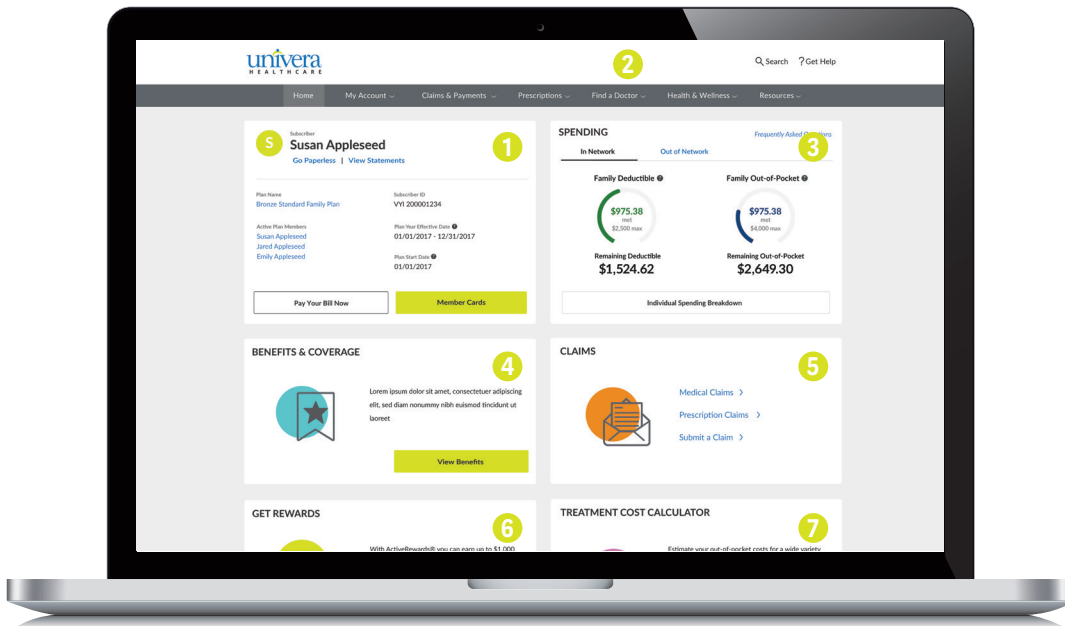 univera
HEALTHCARE
2
Search ? Get Help
Home My Account Claims & Payments Prescriptions Find a Doctor Health & Wellness Resources
S
Subscriber
Susan Appleseed
Go Paperless | View Statements
1
Plan Name
Bronze Standard Family Plan
Subscriber ID
VYI 200001234
Active Plan Members
Susan Appleseed
Jared Appleseed
Emily Appleseed
Plan Year Effective Date ?
01/01/2017 - 12/31/2017
Plan Start Date ?
01/01/2017
Pay Your Bill Now Member Cards
SPENDING
Frequently Asked Questions
3
In Network Out of Network
Family Deductible ? Family Out-of-Pocket ?
$975.38
met
$2,500 max
$975.38
met
$4,000 max
Remaining Deductible
$1,524.62
Remaining Out-of-Pocket
$2,649.30
Individual Spending Breakdown
BENEFITS & COVERAGE
4
Lorem ipsum dolor sit amet, consectetuer adipiscing
elit, sed diam nonummy nibh euismod tincidunt ut
laoreet
View Benefits
CLAIMS
5
Medical Claims >
Prescription Claims >
Submit a Claim >
GET REWARDS
6
With ActiveRewards® you can earn up to $1,000
TREATMENT COST CALCULATOR
7
Estimate your out-of-pocket costs for a wide variety